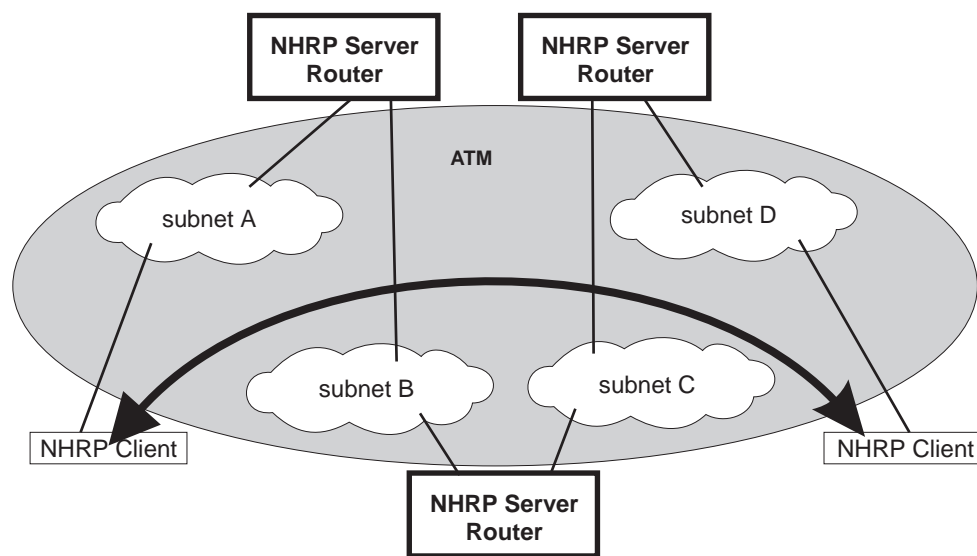 NHRP Server
Router
NHRP Server
Router
ATM
subnet A
subnet D
subnet B
subnet C
NHRP Client
NHRP Client
NHRP Server
Router